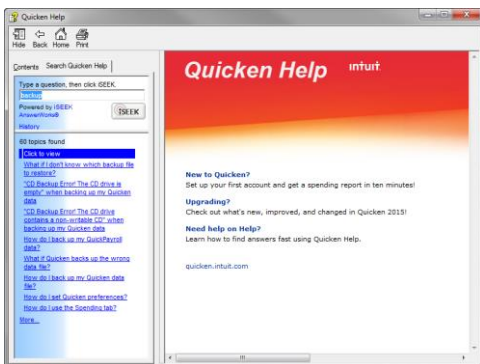 Quicken Help
Hide Back Home Print
Contents Search Quicken Help
Type a question, then click iSEEK.
backup
Powered by iSEEK
AnswerWorks®
iSEEK
History
60 topics found
Click to view
What if I don't know which backup file
to restore?
"CD Backup Error! The CD drive is
empty" when backing up my Quicken
data
"CD Backup Error! The CD drive
contains a non-writable CD" when
backing up my Quicken data
How do I back up my QuickPayroll
data?
What if Quicken backs up the wrong
data file?
How do I back up my Quicken data
file?
How do I set Quicken preferences?
How do I use the Spending tab?
More...
Quicken Help intuit
New to Quicken?
Set up your first account and get a spending report in ten minutes!
Upgrading?
Check out what's new, improved, and changed in Quicken 2015!
Need help on Help?
Learn how to find answers fast using Quicken Help.
quicken.intuit.com